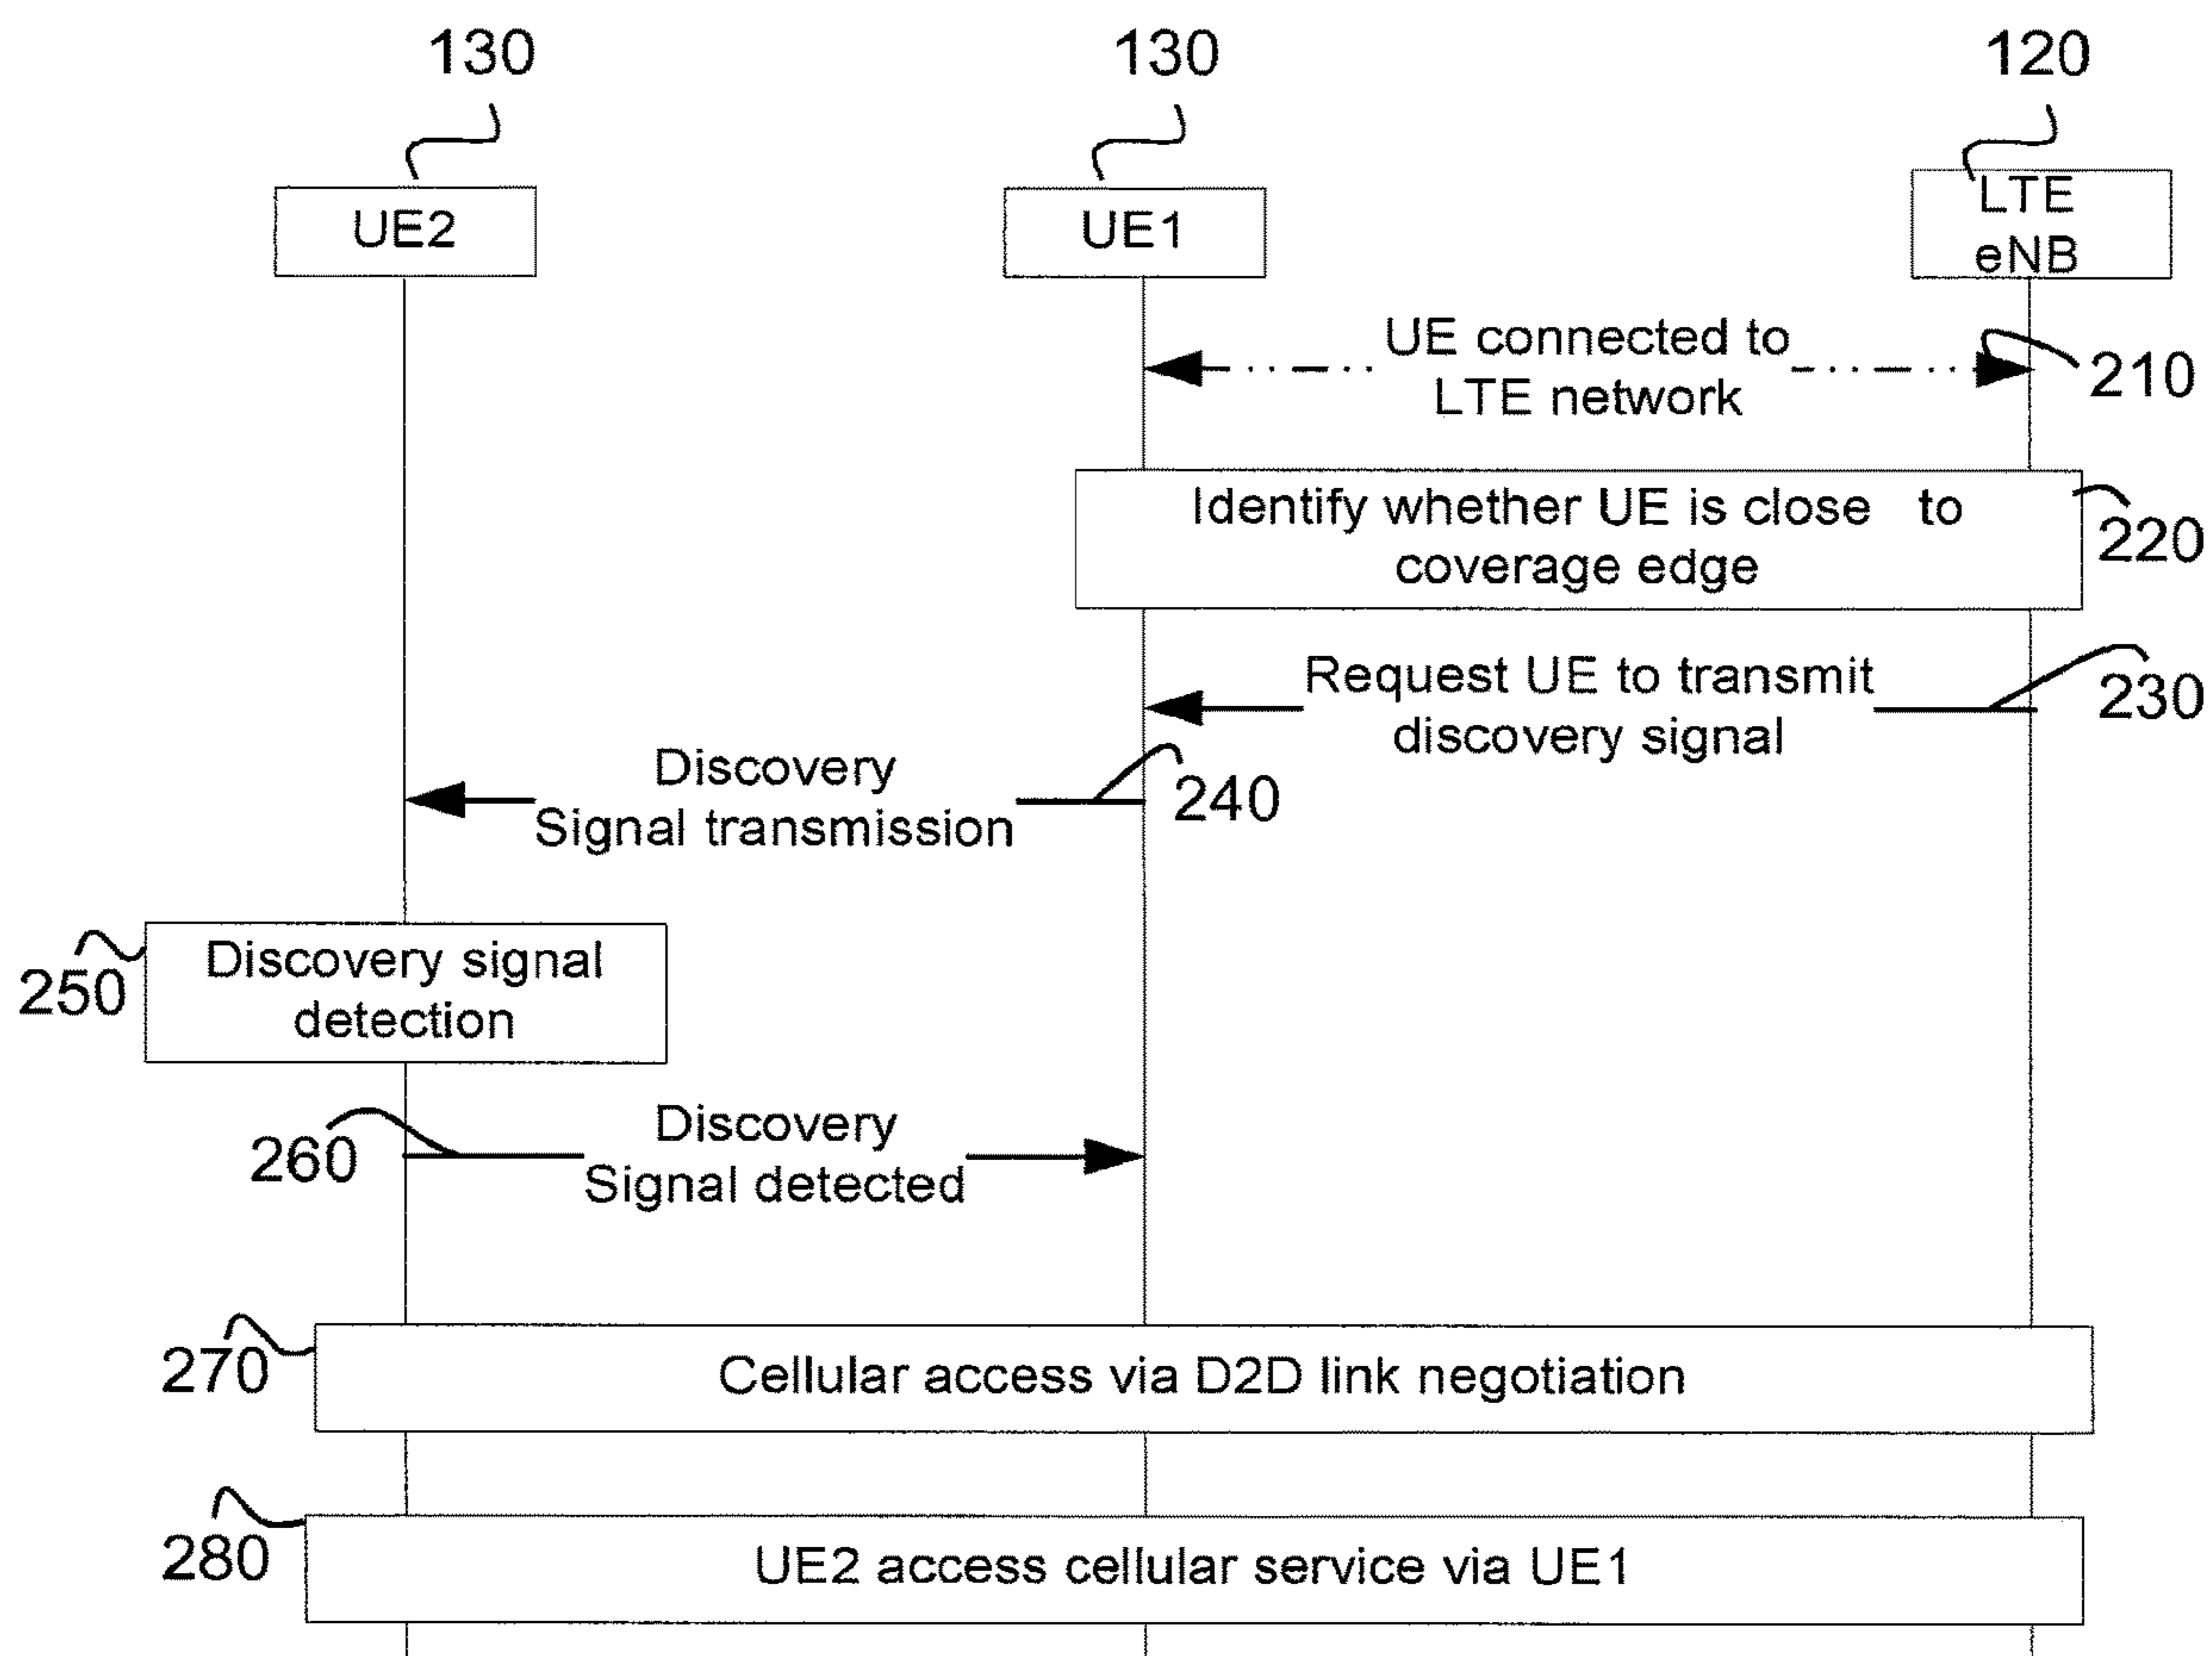 130
130
120
UE2
UE1
LTE
eNB
UE connected to
LTE network
210
Identify whether UE is close to
coverage edge
220
Request UE to transmit
discovery signal
230
Discovery
Signal transmission
240
Discovery signal
detection
250
Discovery
Signal detected
260
270
Cellular access via D2D link negotiation
280
UE2 access cellular service via UE1